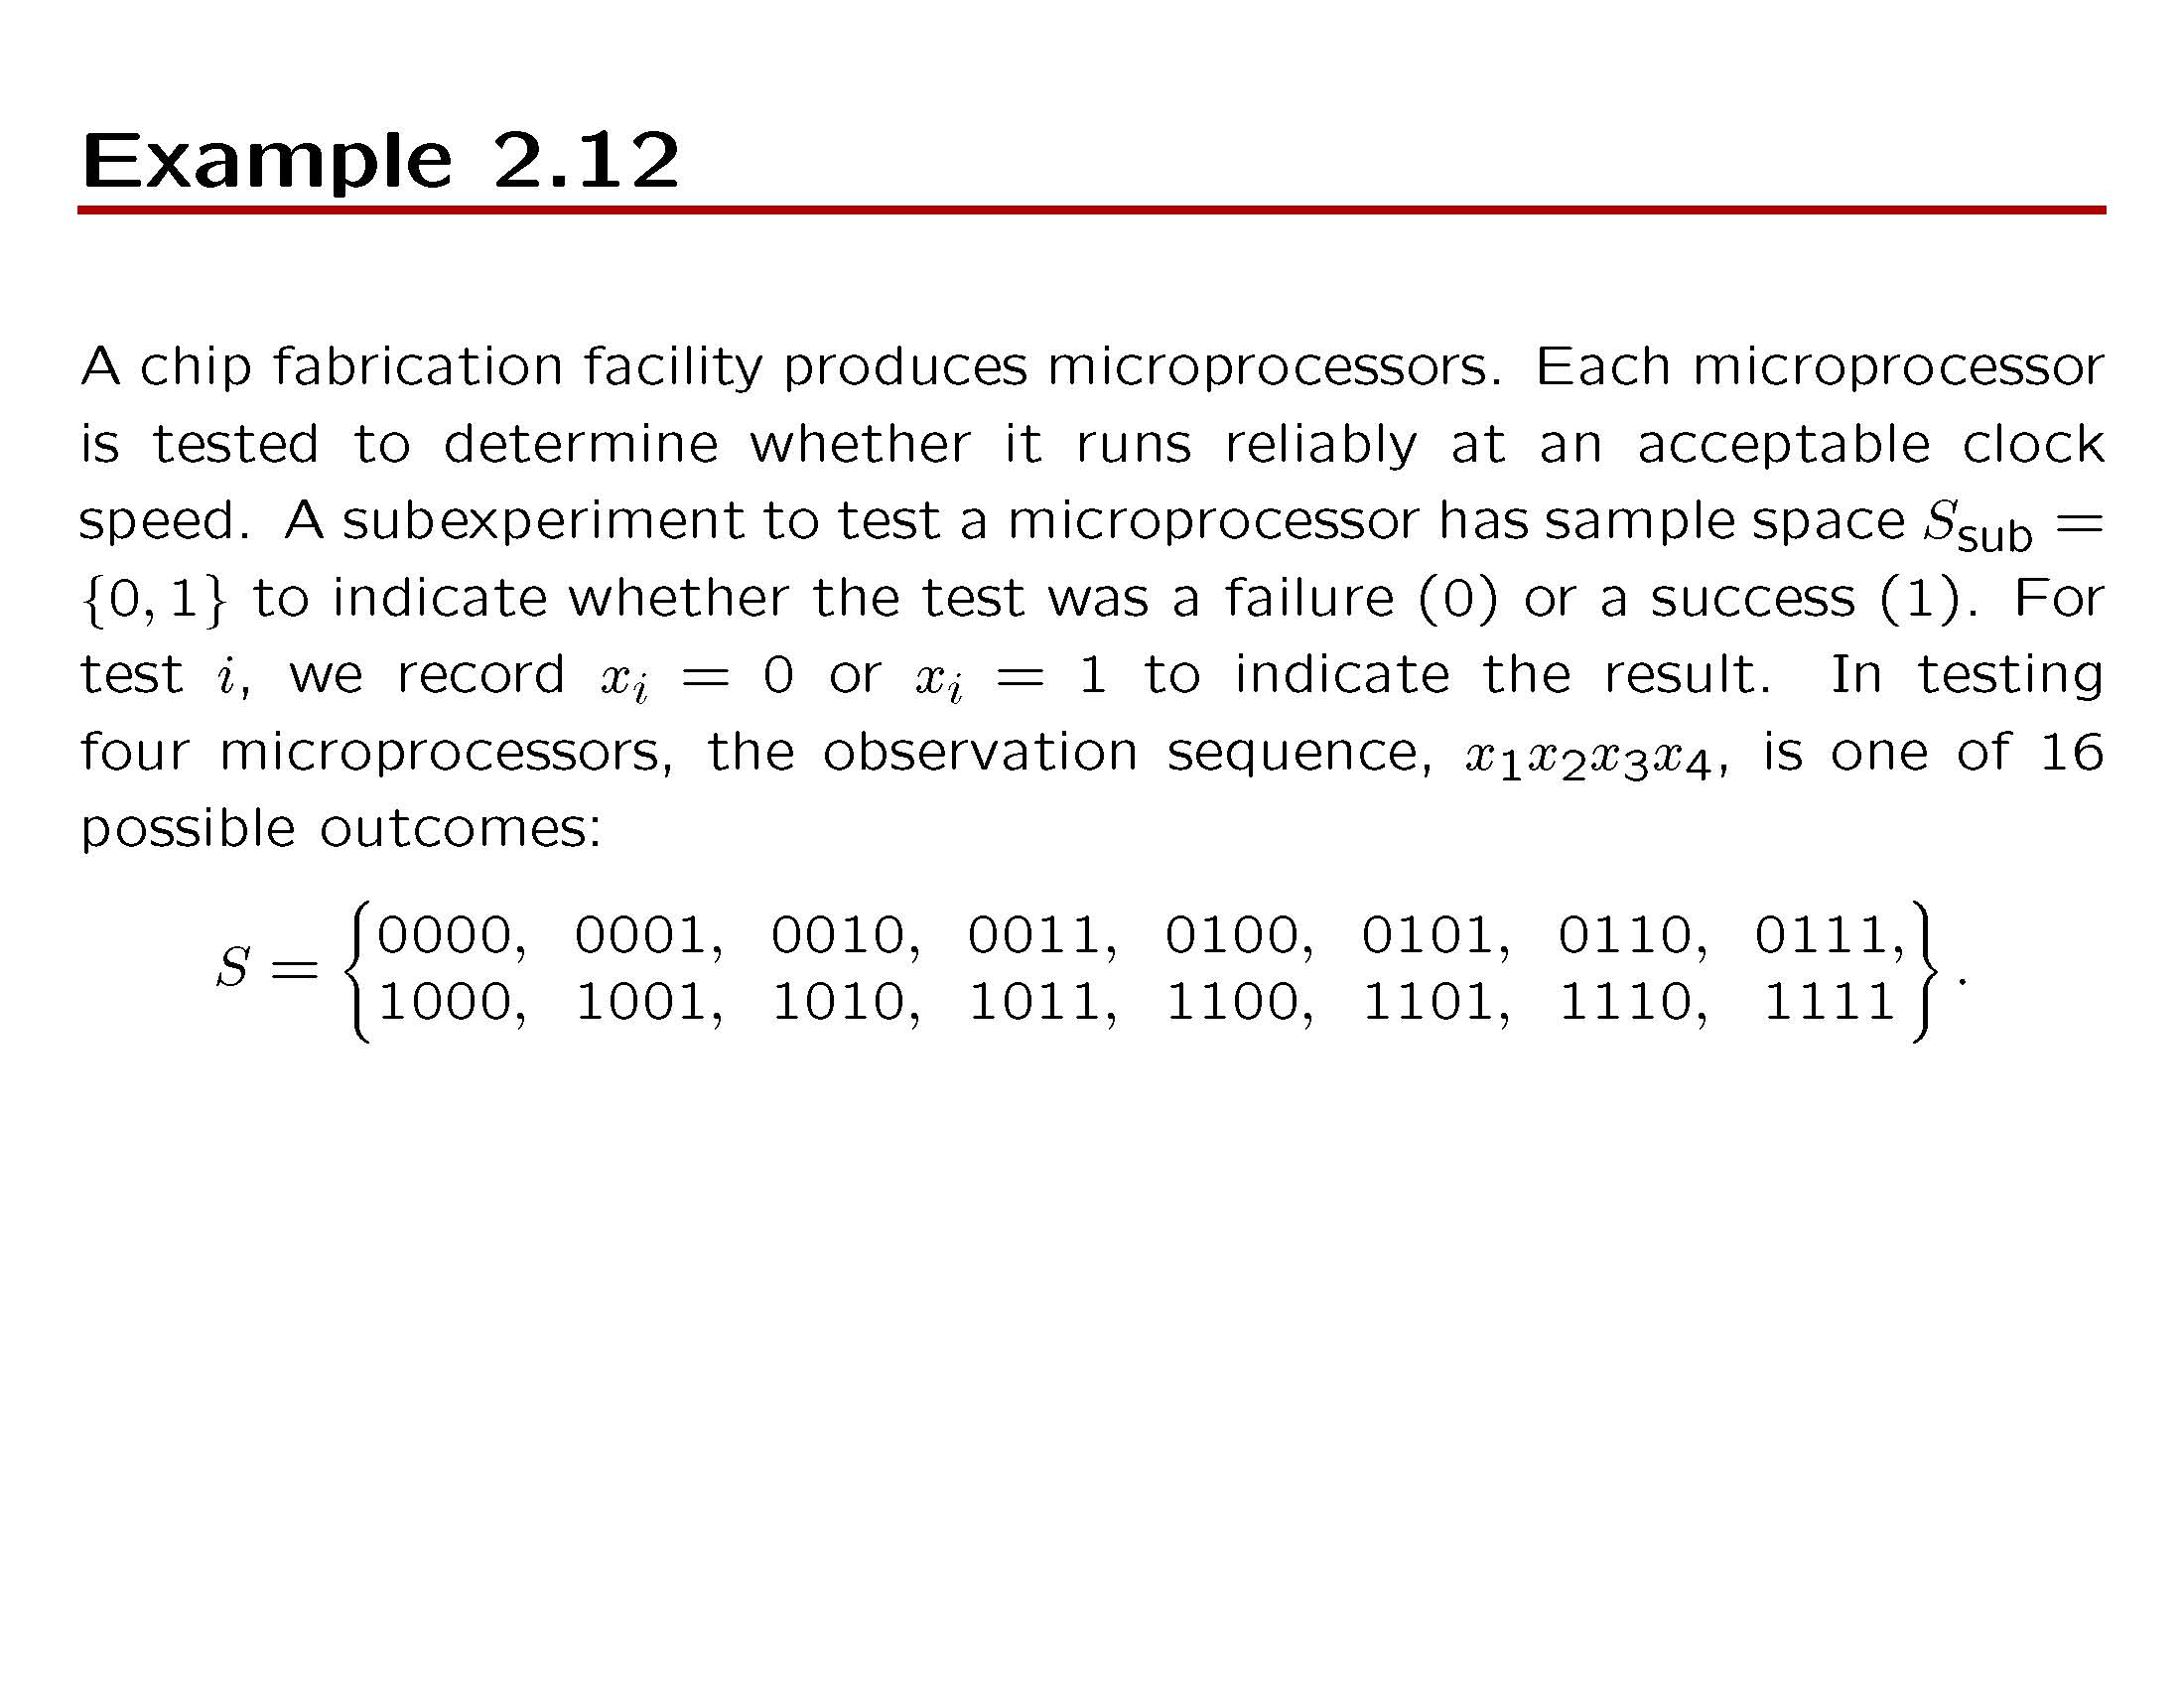 Example 2.12
A chip fabrication facility produces microprocessors. Each microprocessor
is tested to determine whether it runs reliably at an acceptable clock
speed. A subexperiment to test a microprocessor has sample space S_sub =
{0, 1} to indicate whether the test was a failure (0) or a success (1). For
test i, we record x_i = 0 or x_i = 1 to indicate the result. In testing
four microprocessors, the observation sequence, x_1x_2x_3x_4, is one of 16
possible outcomes:
S = {0000, 0001, 0010, 0011, 0100, 0101, 0110, 0111,
1000, 1001, 1010, 1011, 1100, 1101, 1110, 1111}.